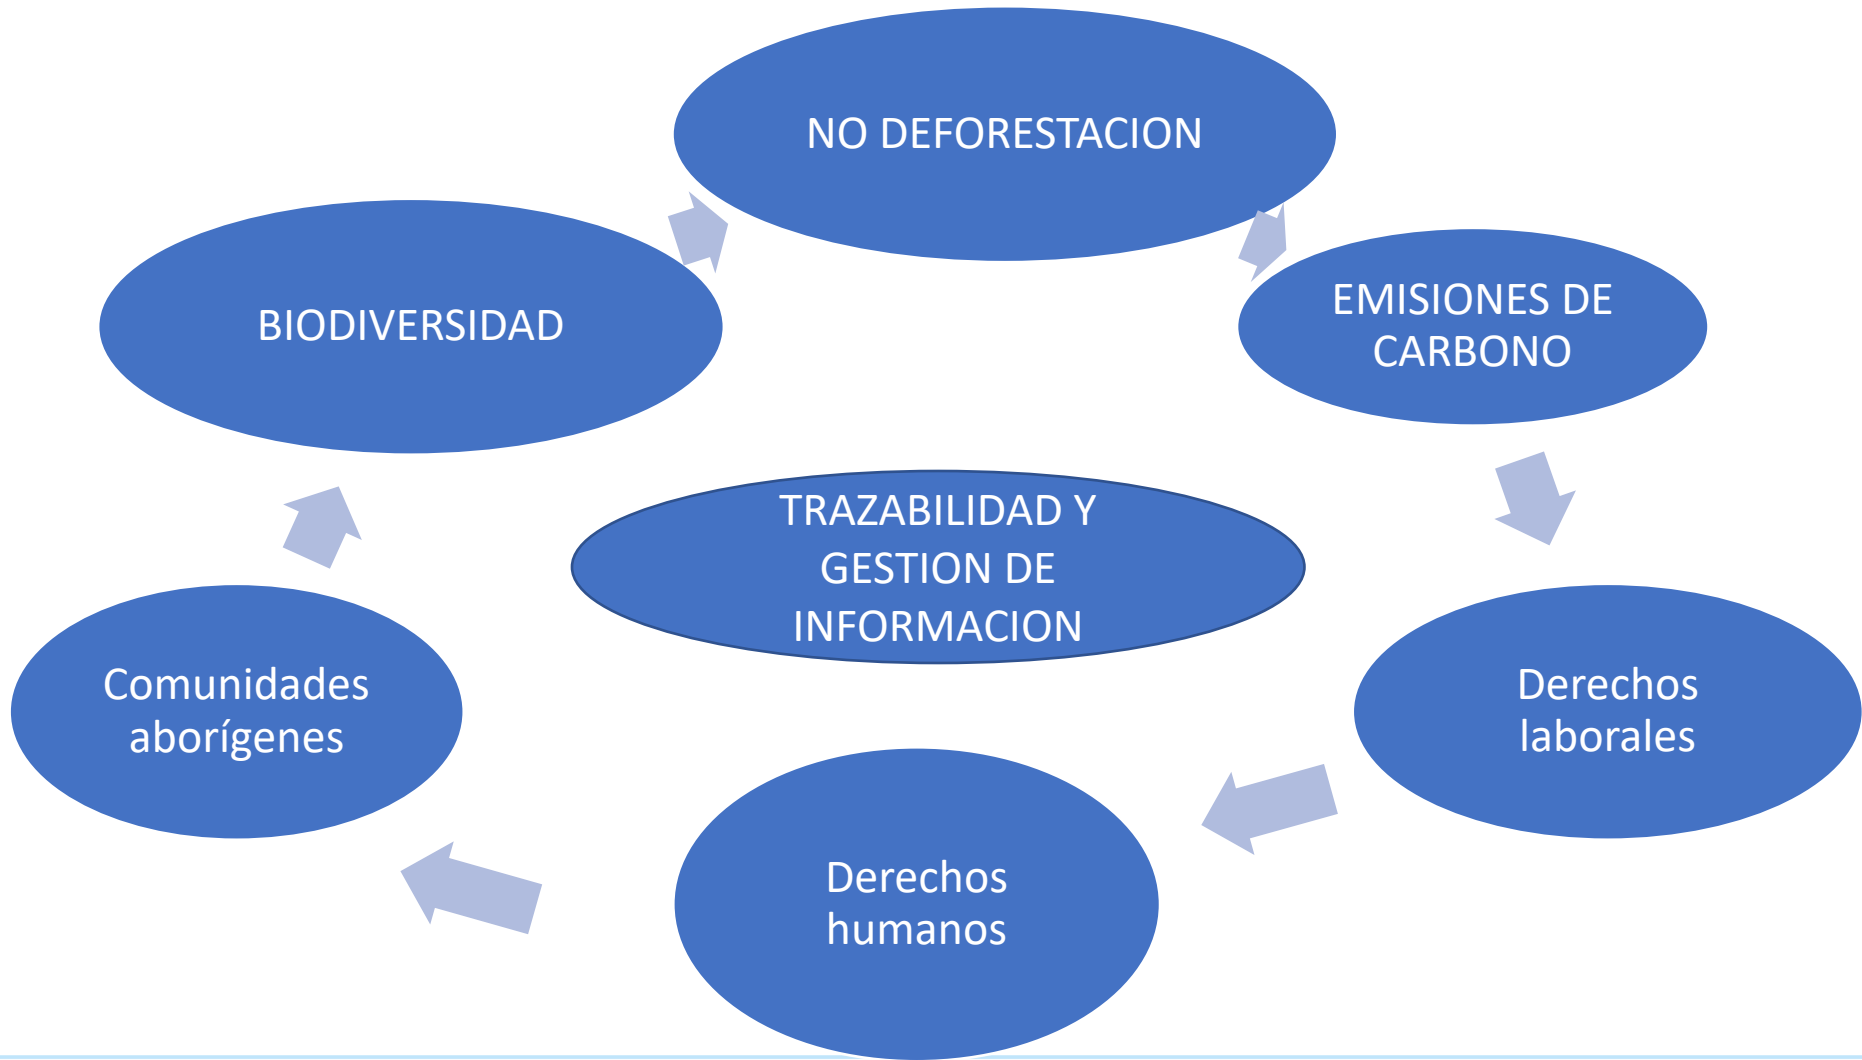 NO DEFORESTACION
EMISIONES DE
CARBONO
BIODIVERSIDAD
TRAZABILIDAD Y
GESTION DE
INFORMACION
Comunidades
aborígenes
Derechos
laborales
Derechos
humanos